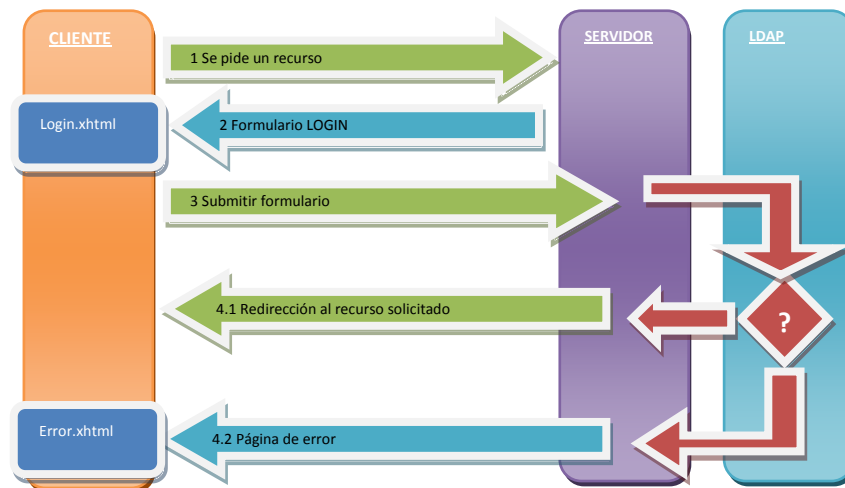 CLIENTE
SERVIDOR
LDAP
1 Se pide un recurso
Login.xhtml
2 Formulario LOGIN
3 Submitir formulario
4.1 Redirección al recurso solicitado
?
Error.xhtml
4.2 Página de error